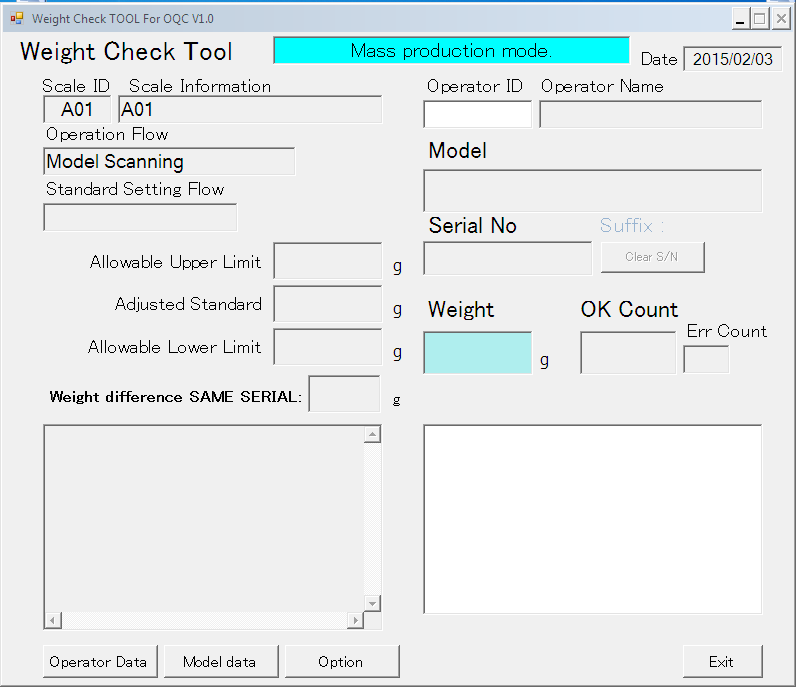 Weight Check TOOL For OQC V1.0
Weight Check Tool
Mass production mode.
Date 2015/02/03
Scale ID Scale Information
A01 A01
Operator ID Operator Name
Operation Flow
Model Scanning
Model
Standard Setting Flow
Serial No Suffix :
Clear S/N
Allowable Upper Limit g
Adjusted Standard g
Allowable Lower Limit g
Weight OK Count
Err Count
g
Weight difference SAME SERIAL: g
Operator Data Model data Option Exit